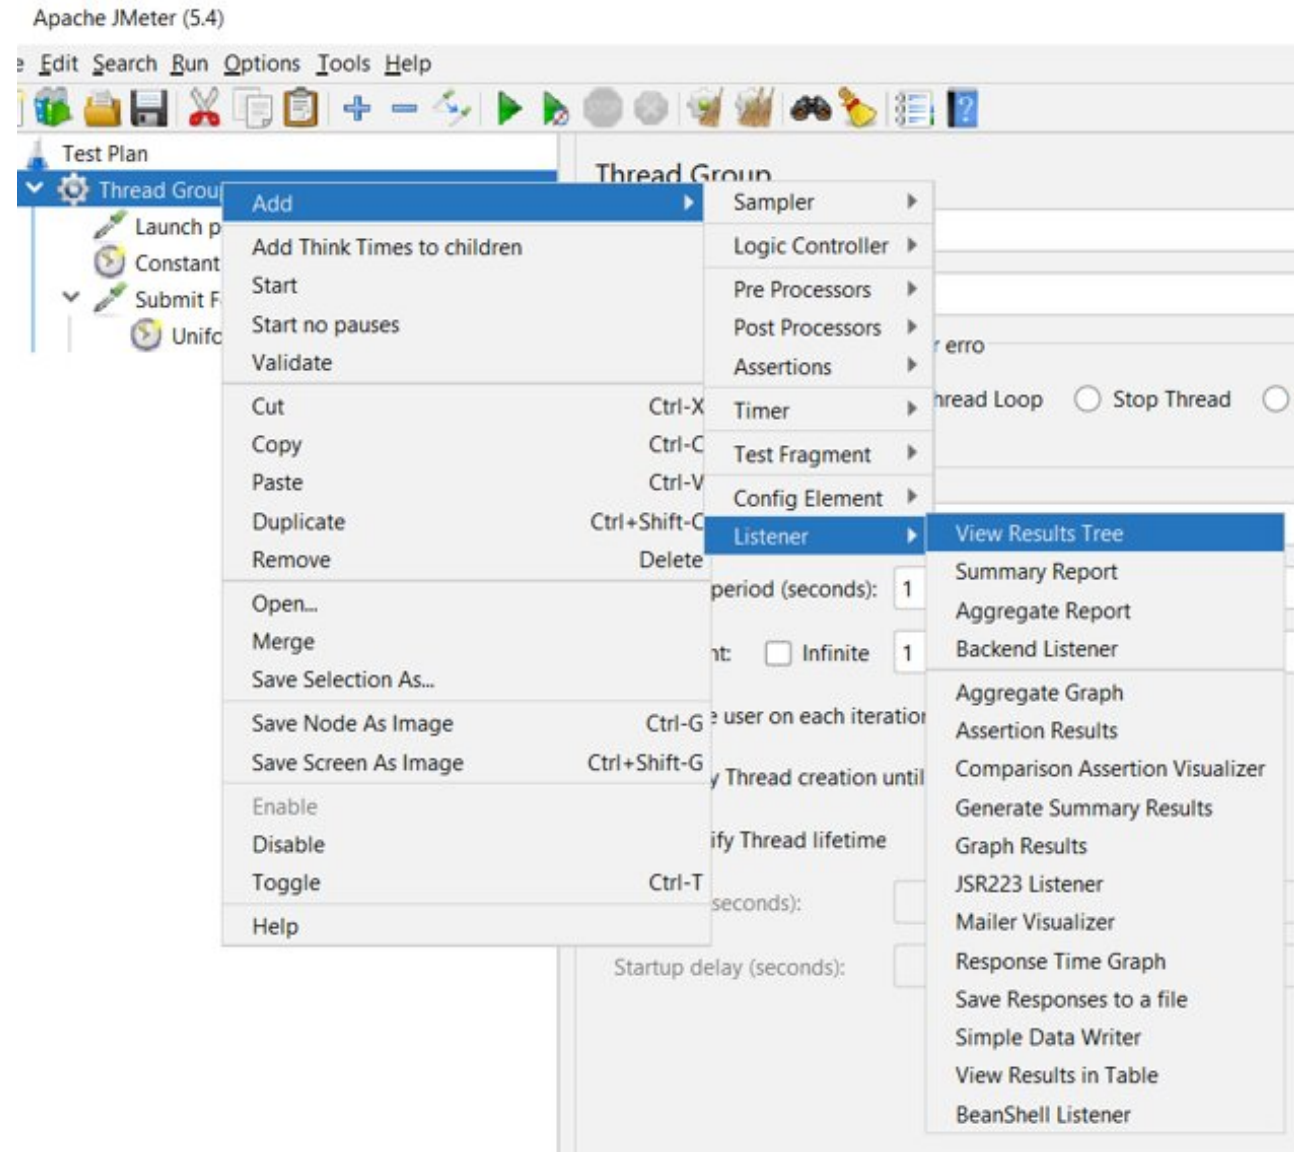 Apache JMeter (5.4)
e Edit Search Run Options Tools Help
Test Plan
Thread Group
Thread Grou
Launch p
Constant
Submit F
Unifo
Add
Add Think Times to children
Start
Start no pauses
Validate
Cut Ctrl-X
Copy Ctrl-C
Paste Ctrl-V
Duplicate Ctrl+Shift-C
Remove Delete
Open...
Merge
Save Selection As...
Save Node As Image Ctrl-G
Save Screen As Image Ctrl+Shift-G
Enable
Disable
Toggle Ctrl-T
Help
Sampler
Logic Controller
Pre Processors
Post Processors
Assertions
Timer
Test Fragment
Config Element
Listener
r erro
hread Loop Stop Thread
period (seconds): 1
nt: Infinite 1
e user on each iteration
y Thread creation until
ify Thread lifetime
seconds):
Startup delay (seconds):
View Results Tree
Summary Report
Aggregate Report
Backend Listener
Aggregate Graph
Assertion Results
Comparison Assertion Visualizer
Generate Summary Results
Graph Results
JSR223 Listener
Mailer Visualizer
Response Time Graph
Save Responses to a file
Simple Data Writer
View Results in Table
BeanShell Listener